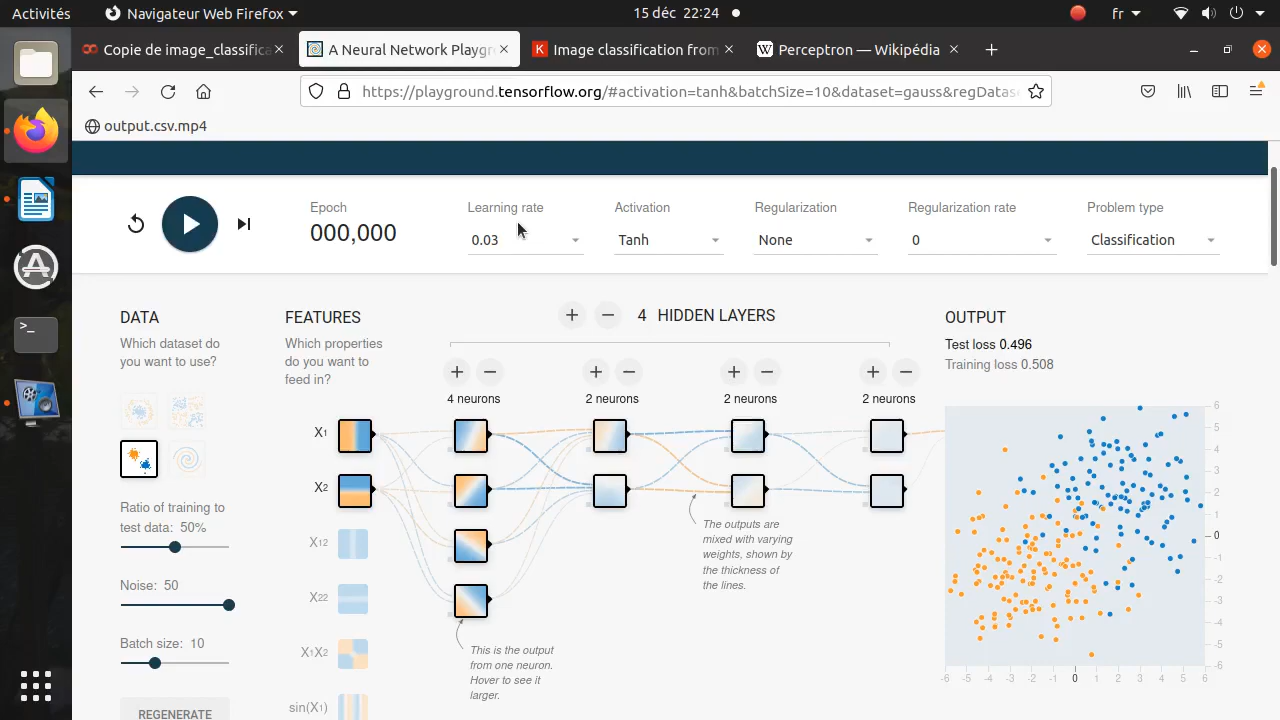 Activités
Navigateur Web Firefox
15 déc 22:24
fr
Copie de image_classifica
A Neural Network Playgr
Image classification from
Perceptron — Wikipédia
https://playground.tensorflow.org/#activation=tanh&batchSize=10&dataset=gauss&regDatas
output.csv.mp4
Epoch
000,000
Learning rate
0.03
Activation
Tanh
Regularization
None
Regularization rate
0
Problem type
Classification
DATA
Which dataset do
you want to use?
Ratio of training to
test data: 50%
Noise: 50
Batch size: 10
REGENERATE
FEATURES
Which properties
do you want to
feed in?
X1
X2
X12
X22
X1X2
sin(X1)
+ − 4 HIDDEN LAYERS
+ −
4 neurons
+ −
2 neurons
+ −
2 neurons
+ −
2 neurons
The outputs are
mixed with varying
weights, shown by
the thickness of
the lines.
This is the output
from one neuron.
Hover to see it
larger.
OUTPUT
Test loss 0.496
Training loss 0.508
6
5
4
3
2
1
0
-1
-2
-3
-4
-5
-6
-6 -5 -4 -3 -2 -1 0 1 2 3 4 5 6